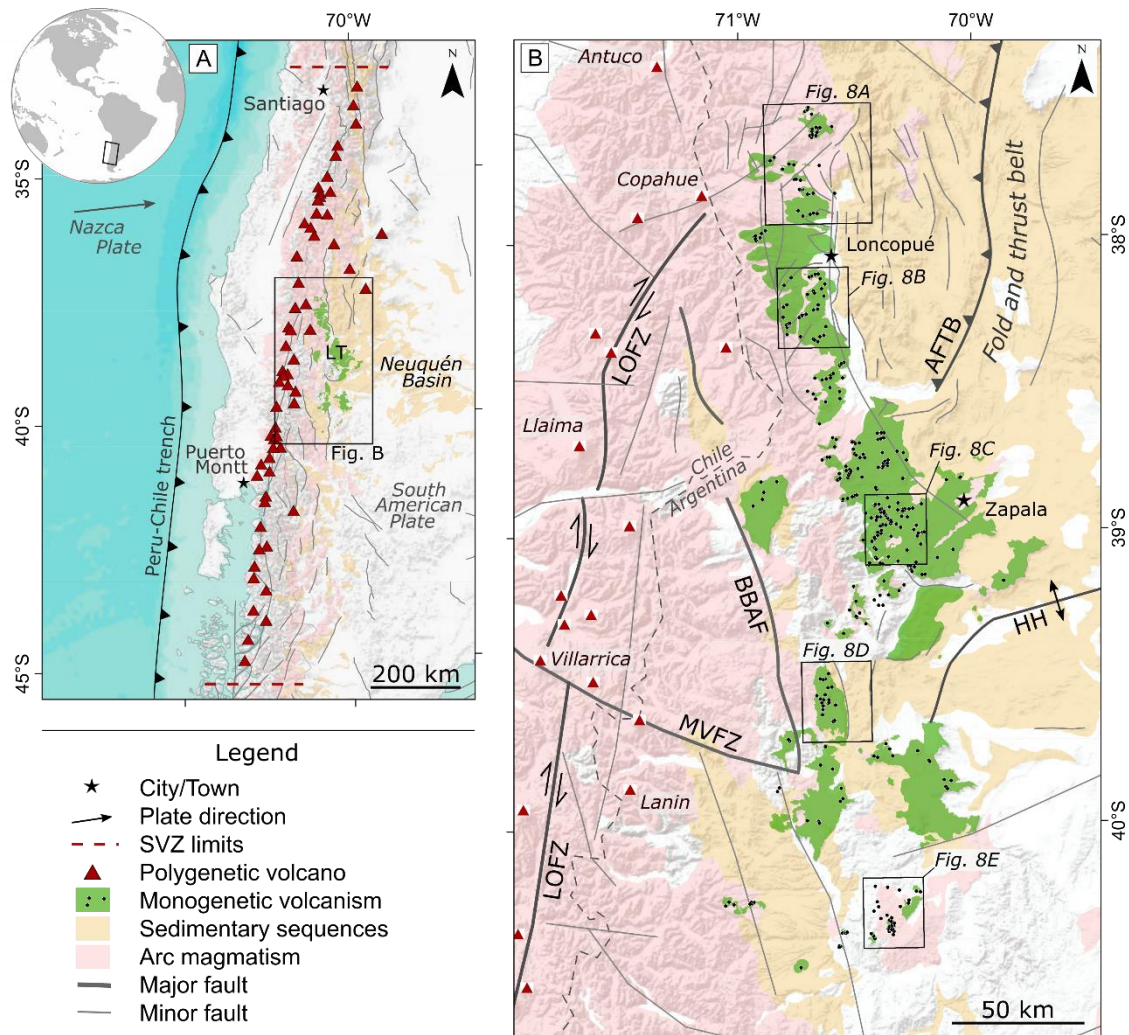 70°W
A
N
Santiago
35°S
Nazca
Plate
LT
Neuquén
Basin
Peru-Chile trench
40°S
Fig. B
Puerto
Montt
South
American
Plate
45°S
200 km
Legend
City/Town
Plate direction
SVZ limits
Polygenetic volcano
Monogenetic volcanism
Sedimentary sequences
Arc magmatism
Major fault
Minor fault
71°W
70°W
B
N
Antuco
Fig. 8A
Copahue
38°S
Loncopué
Fig. 8B
Fold and thrust belt
LOFZ
AFTB
Llaima
Chile
Argentina
Fig. 8C
Zapala
39°S
BBAF
HH
Villarrica
Fig. 8D
MVFZ
Lanin
40°S
LOFZ
Fig. 8E
50 km